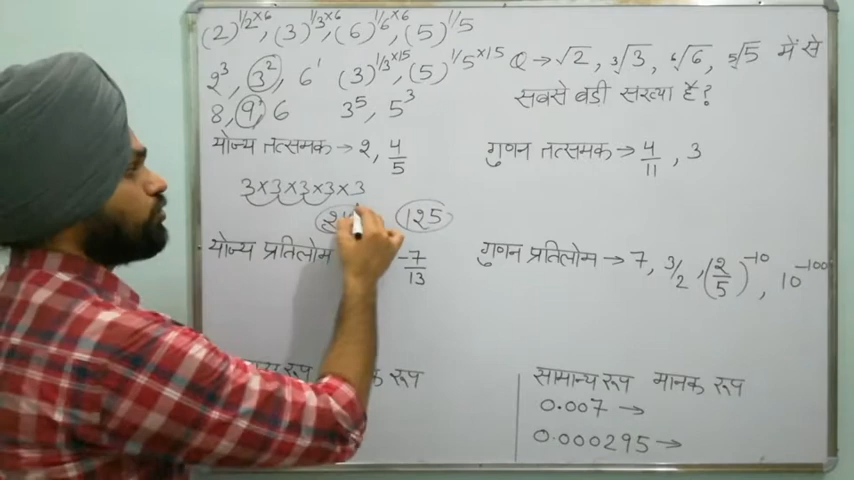 (2)^1/2×6, (3)^1/3×6, (6)^1/6×6, (5)^1/5
2^3, 3^2, 6^1 (3)^1/3×15, (5)^1/5×15
8, 9, 6 3^5, 5^3
Q→ √2, ∛3, ⁶√6, ⁵√5 में से
सबसे बडी संख्या है?
योज्य तत्समक → २, 4/5
3×3×3×3×3
125
गुणन तत्समक → 4/11, 3
योज्य प्रतिलोम -7/13
गुणन प्रतिलोम → 7, 3/2, (2/5)^-10, 10^-100
रूप रूप
सामान्य रूप मानक रूप
0.007 →
0.000295 →